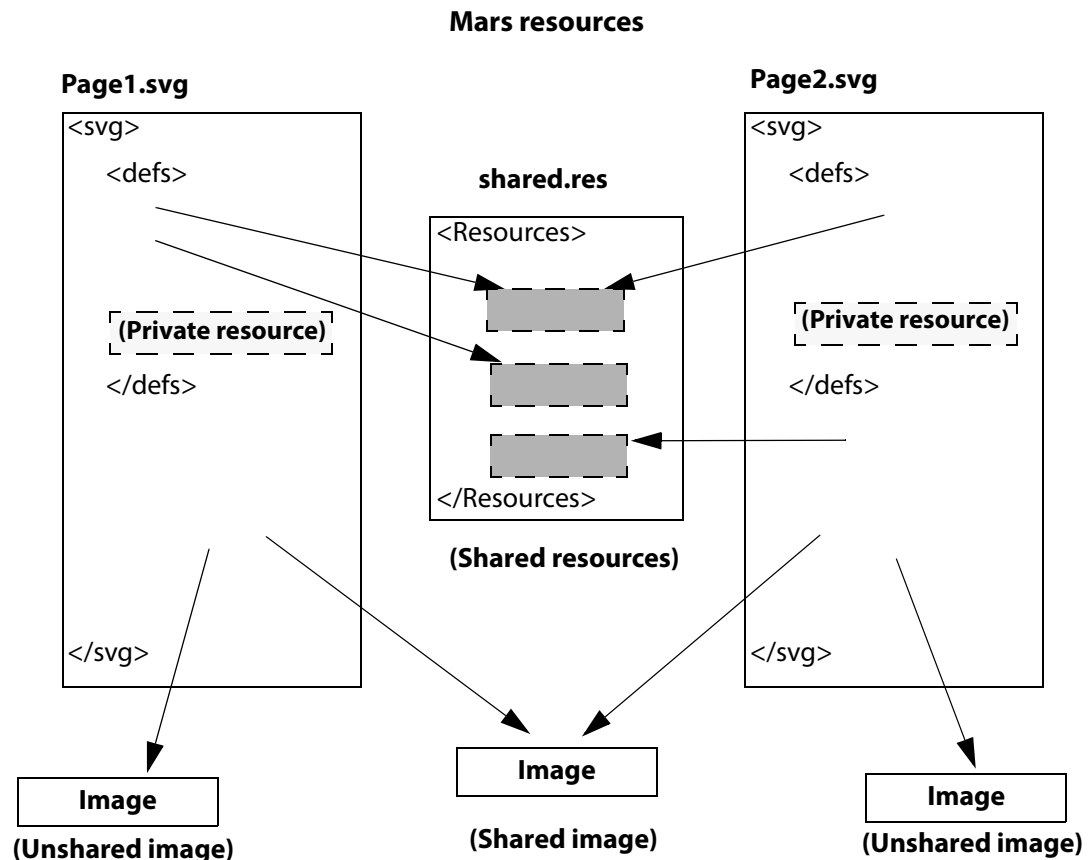 Mars resources
Page1.svg
<svg>
<defs>
(Private resource)
</defs>
</svg>
shared.res
<Resources>
</Resources>
(Shared resources)
Page2.svg
<svg>
<defs>
(Private resource)
</defs>
</svg>
Image
(Unshared image)
Image
(Shared image)
Image
(Unshared image)